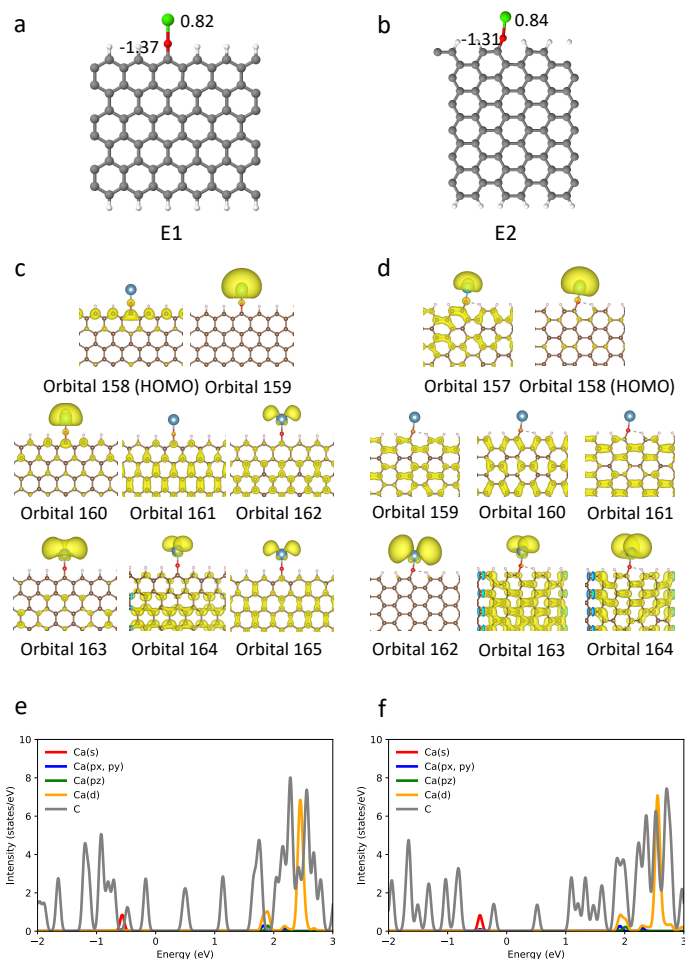 a
b
0.82
-1.37
0.84
-1.31
E1
E2
c
d
Orbital 158 (HOMO) Orbital 159
Orbital 157 Orbital 158 (HOMO)
Orbital 160 Orbital 161 Orbital 162
Orbital 159 Orbital 160 Orbital 161
Orbital 163 Orbital 164 Orbital 165
Orbital 162 Orbital 163 Orbital 164
e
10
8
6
4
2
0
Intensity (states/eV)
Ca(s)
Ca(px, py)
Ca(pz)
Ca(d)
C
−2 −1 0 1 2 3
Energy (eV)
f
10
8
6
4
2
0
Intensity (states/eV)
Ca(s)
Ca(px, py)
Ca(pz)
Ca(d)
C
−2 −1 0 1 2 3
Energy (eV)